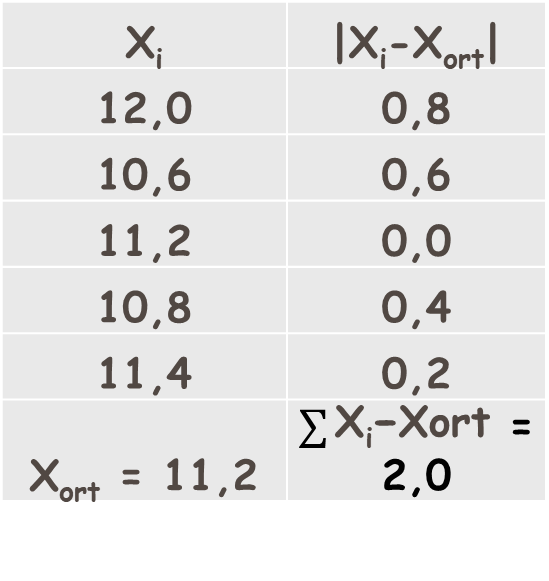 Xi |Xi-Xort|
12,0 0,8
10,6 0,6
11,2 0,0
10,8 0,4
11,4 0,2
Xort = 11,2 ∑Xi-Xort = 2,0